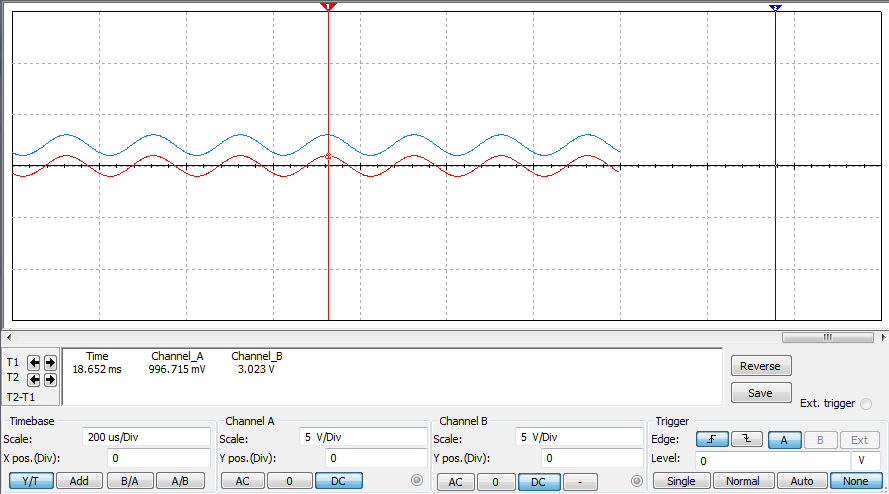 1
2
T1
T2
T2-T1
Time Channel_A Channel_B
18.652 ms 996.715 mV 3.023 V
Reverse
Save
Ext. trigger
Timebase
Scale: 200 us/Div
X pos.(Div): 0
Y/T Add B/A A/B
Channel A
Scale: 5 V/Div
Y pos.(Div): 0
AC 0 DC
Channel B
Scale: 5 V/Div
Y pos.(Div): 0
AC 0 DC -
Trigger
Edge: A B Ext
Level: 0 V
Single Normal Auto None